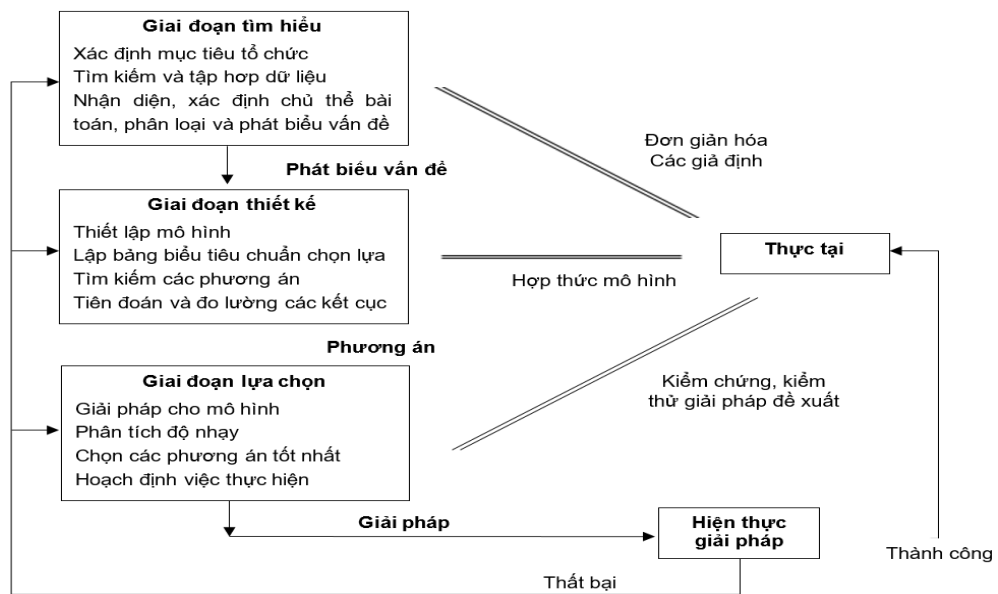 Giai đoạn tìm hiểu
Xác định mục tiêu tổ chức
Tìm kiếm và tập hơp dữ liệu
Nhận diện, xác định chủ thể bài
toán, phân loại và phát biểu vấn đề
Đơn giản hóa
Các giả định
Phát biểu vấn đề
Giai đoạn thiết kế
Thiết lập mô hình
Lập bảng biểu tiêu chuẩn chọn lựa
Tìm kiếm các phương án
Tiên đoán và đo lường các kết cục
Thực tại
Hợp thức mô hình
Phương án
Giai đoạn lựa chọn
Giải pháp cho mô hình
Phân tích độ nhạy
Chọn các phương án tốt nhất
Hoạch định việc thực hiện
Kiểm chứng, kiểm
thử giải pháp đề xuất
Giải pháp
Hiện thực
giải pháp
Thành công
Thất bại